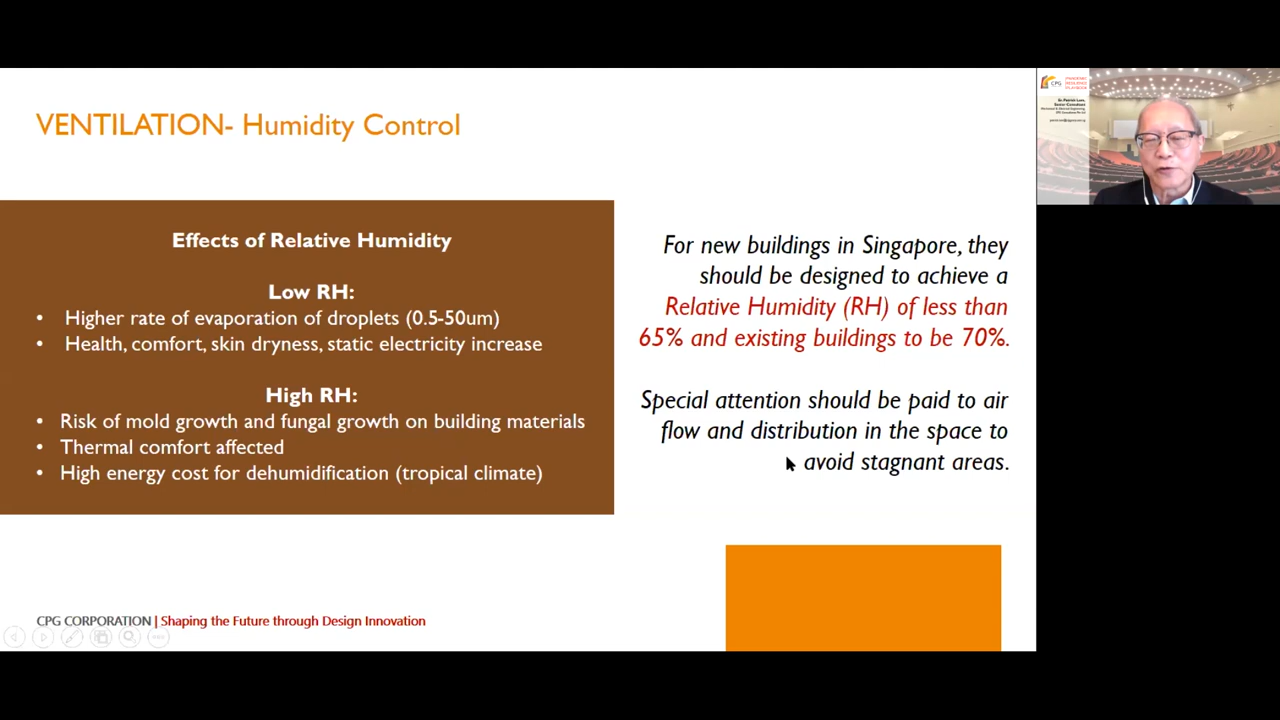 VENTILATION- Humidity Control
Effects of Relative Humidity
Low RH:
• Higher rate of evaporation of droplets (0.5-50um)
• Health, comfort, skin dryness, static electricity increase
High RH:
• Risk of mold growth and fungal growth on building materials
• Thermal comfort affected
• High energy cost for dehumidification (tropical climate)
For new buildings in Singapore, they
should be designed to achieve a
Relative Humidity (RH) of less than
65% and existing buildings to be 70%.
Special attention should be paid to air
flow and distribution in the space to
avoid stagnant areas.
CPG CORPORATION | Shaping the Future through Design Innovation
CPG